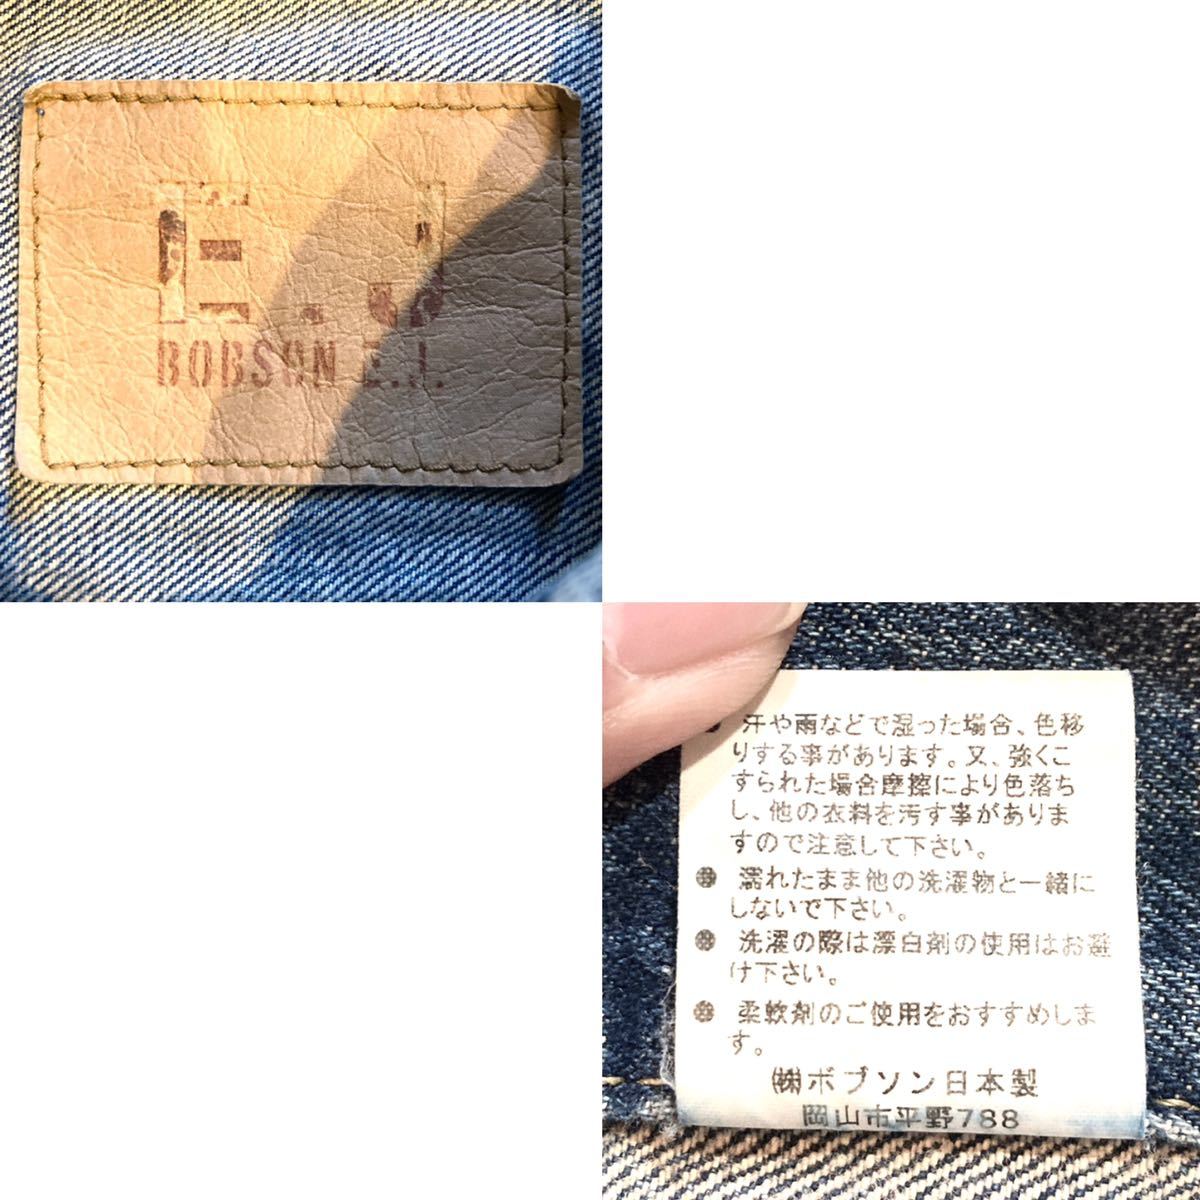 E.J
BOBSON E.J.
汗や雨などで湿った場合、色移
りする事があります。又、強くこ
すられた場合摩擦により色落ち
し、他の衣料を汚す事がありま
すので注意して下さい。
濡れたまま他の洗濯物と一緒に
しないで下さい。
洗濯の際は漂白剤の使用はお避
け下さい。
柔軟剤のご使用をおすすめしま
す。
㈱ボブソン日本製
岡山市平野788